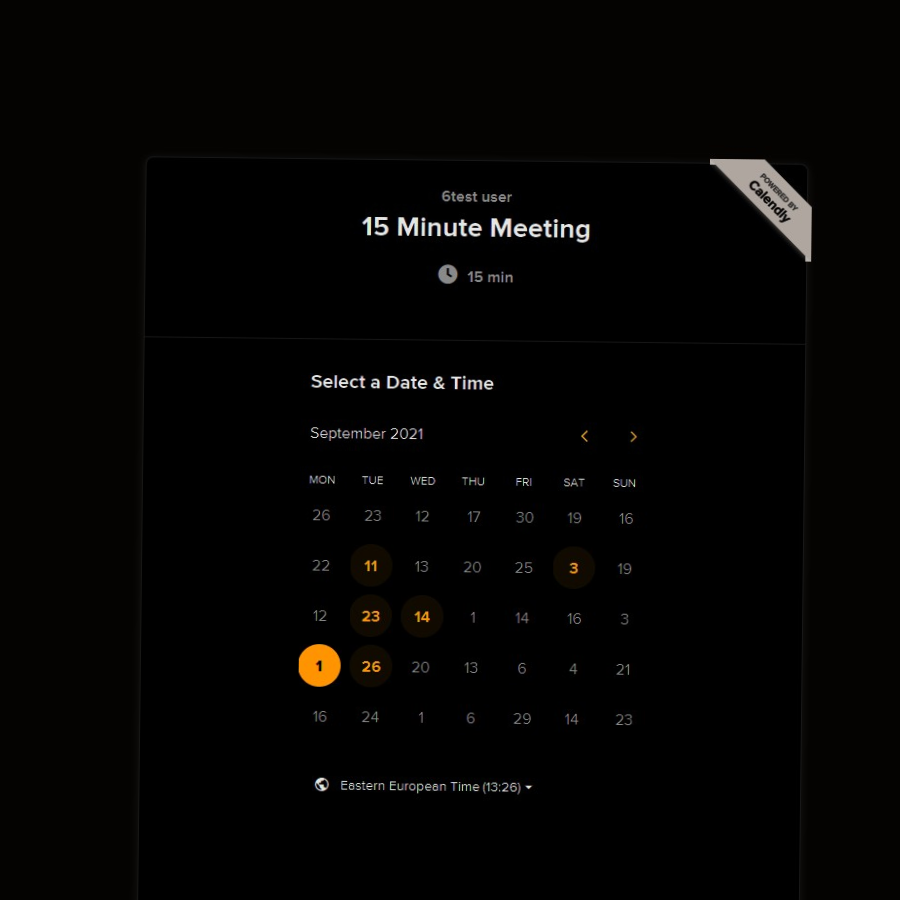 POWERED BY
Calendly
6test user
15 Minute Meeting
15 min
Select a Date & Time
September 2021
MON TUE WED THU FRI SAT SUN
26 23 12 17 30 19 16
22 11 13 20 25 3 19
12 23 14 1 14 16 3
1 26 20 13 6 4 21
16 24 1 6 29 14 23
Eastern European Time (13:26)